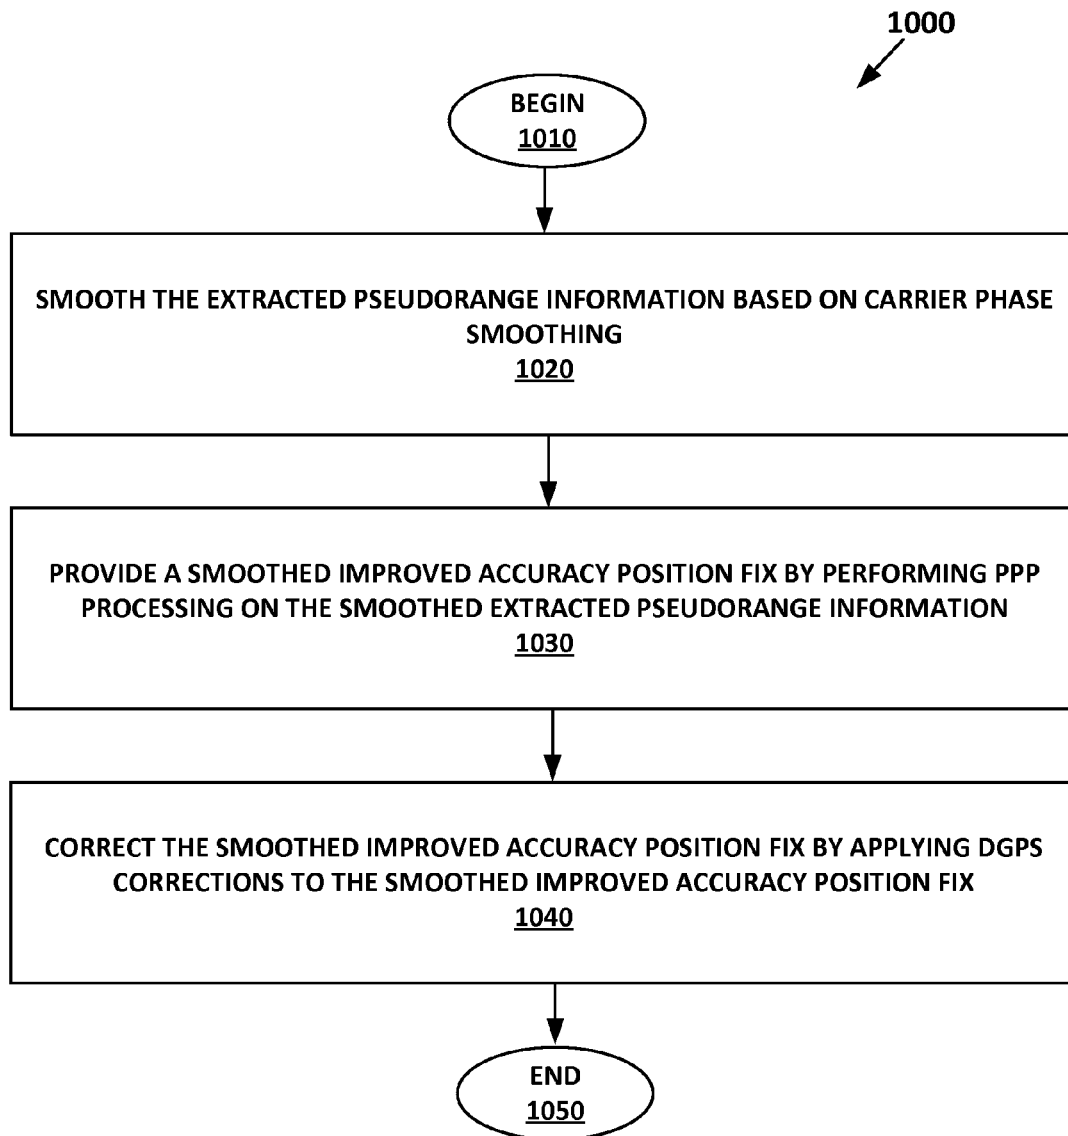 1000
BEGIN
1010
SMOOTH THE EXTRACTED PSEUDORANGE INFORMATION BASED ON CARRIER PHASE
SMOOTHING
1020
PROVIDE A SMOOTHED IMPROVED ACCURACY POSITION FIX BY PERFORMING PPP
PROCESSING ON THE SMOOTHED EXTRACTED PSEUDORANGE INFORMATION
1030
CORRECT THE SMOOTHED IMPROVED ACCURACY POSITION FIX BY APPLYING DGPS
CORRECTIONS TO THE SMOOTHED IMPROVED ACCURACY POSITION FIX
1040
END
1050